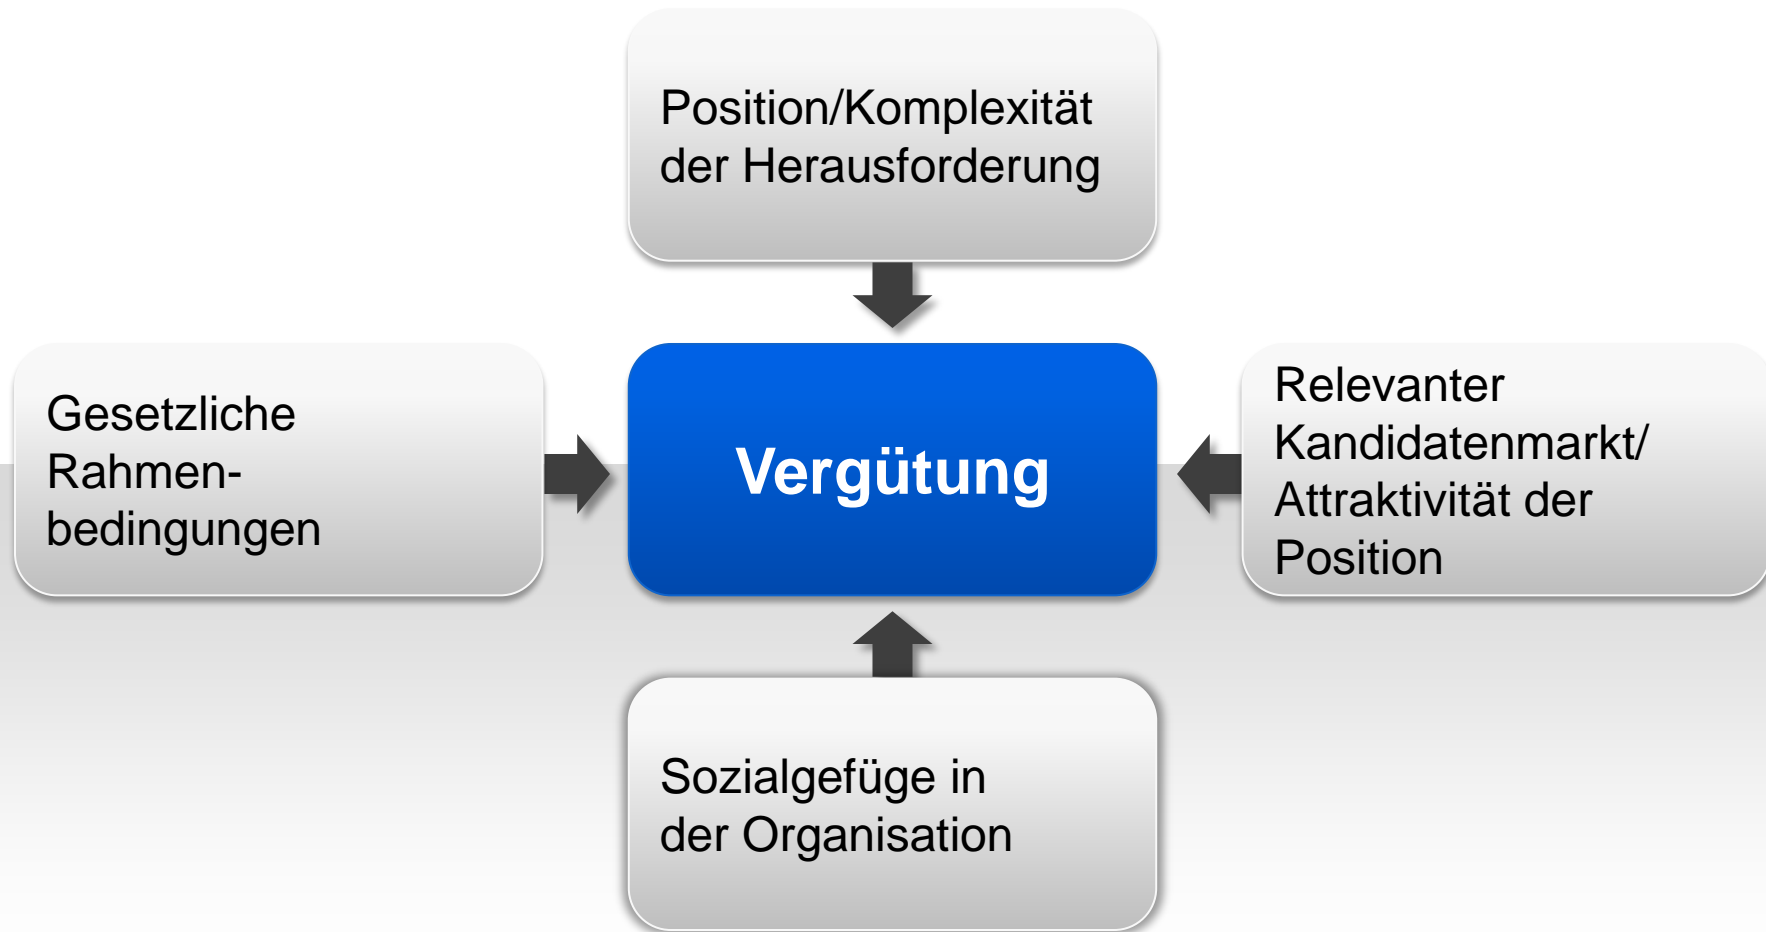 Position/Komplexität
der Herausforderung
Gesetzliche
Rahmen-
bedingungen
Vergütung
Relevanter
Kandidatenmarkt/
Attraktivität der
Position
Sozialgefüge in
der Organisation